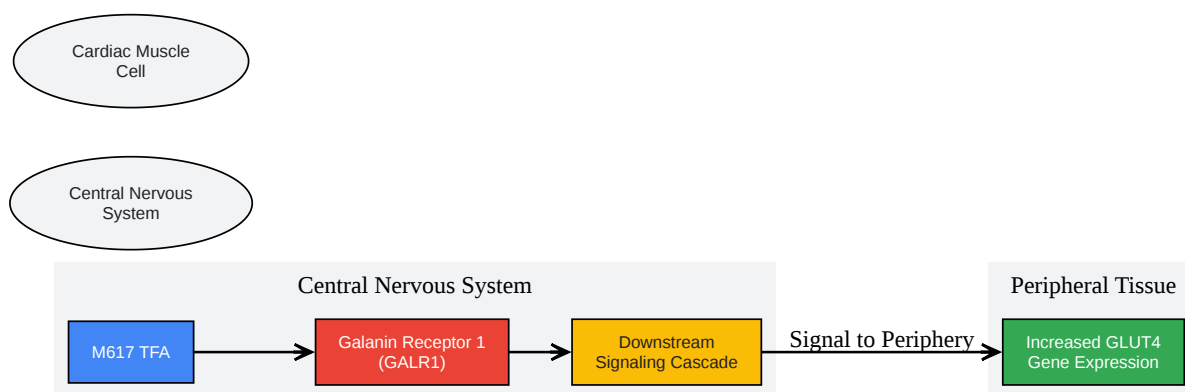 Cardiac Muscle
Cell
Central Nervous
System
Central Nervous System
Peripheral Tissue
M617 TFA
Galanin Receptor 1
(GALR1)
Downstream
Signaling Cascade
Signal to Periphery
Increased GLUT4
Gene Expression